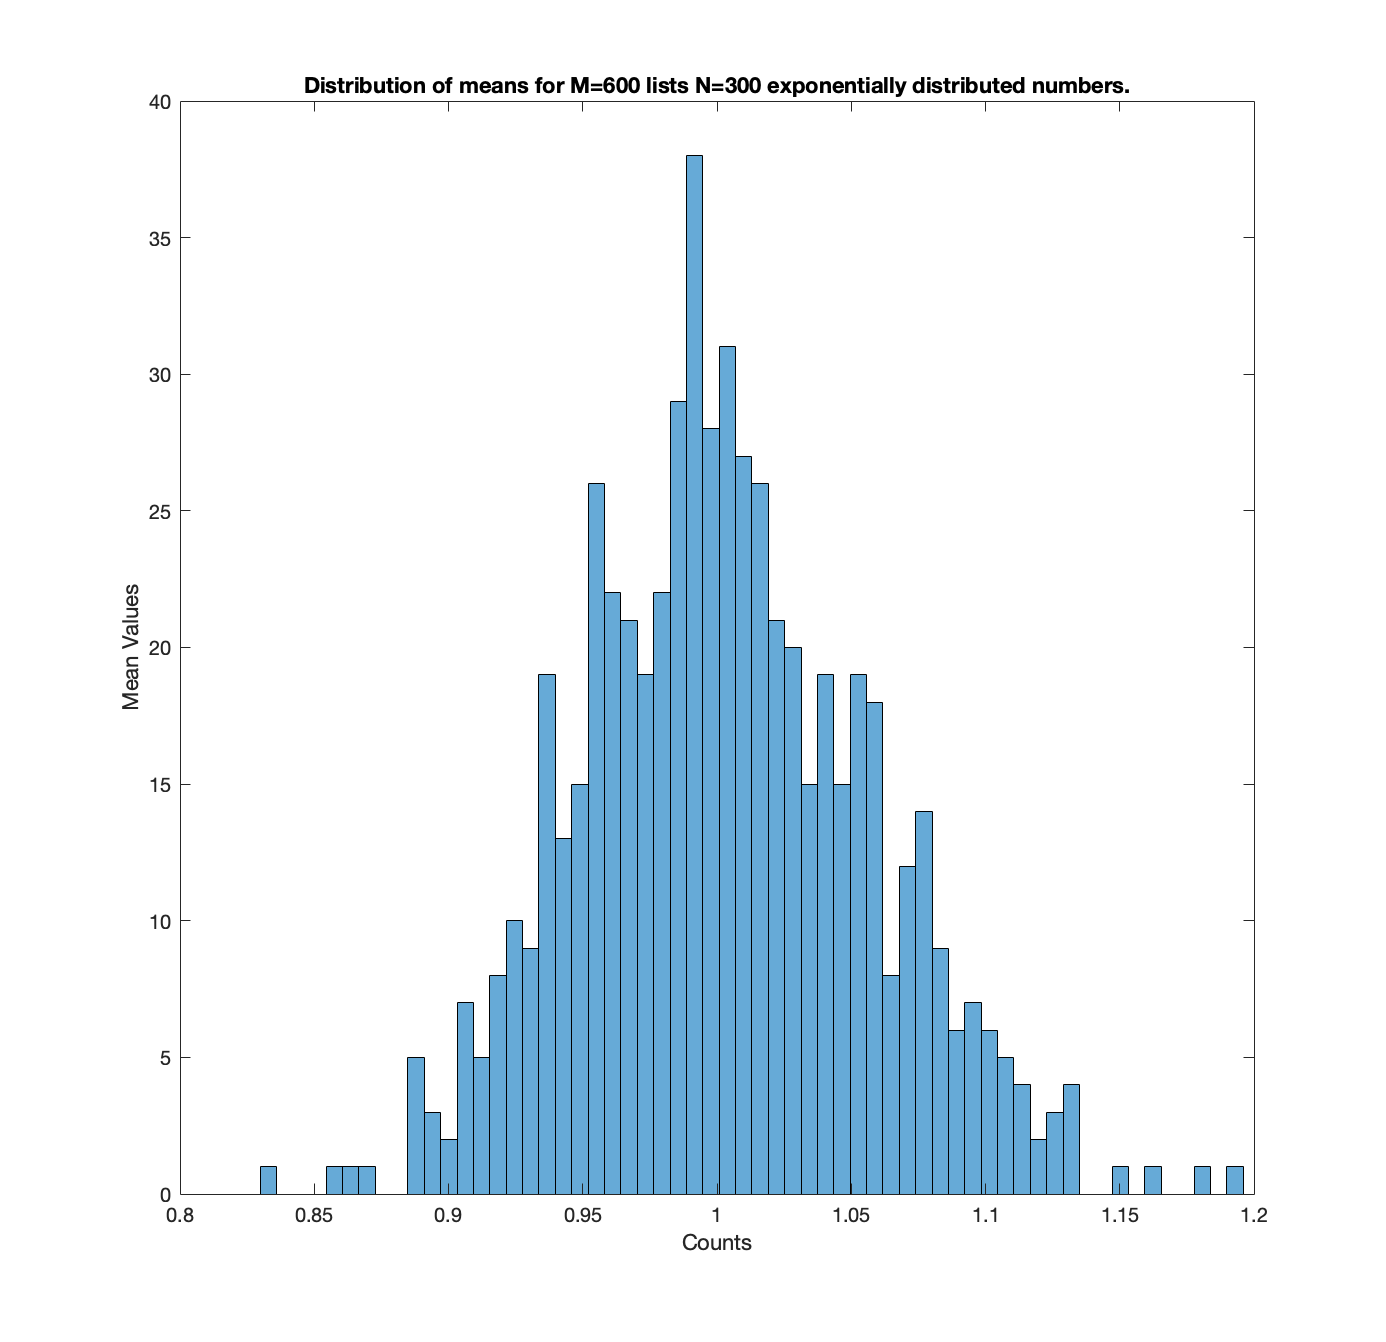 Distribution of means for M=600 lists N=300 exponentially distributed numbers.
40
35
30
25
20
15
10
5
0
Mean Values
0.8 0.85 0.9 0.95 1 1.05 1.1 1.15 1.2
Counts